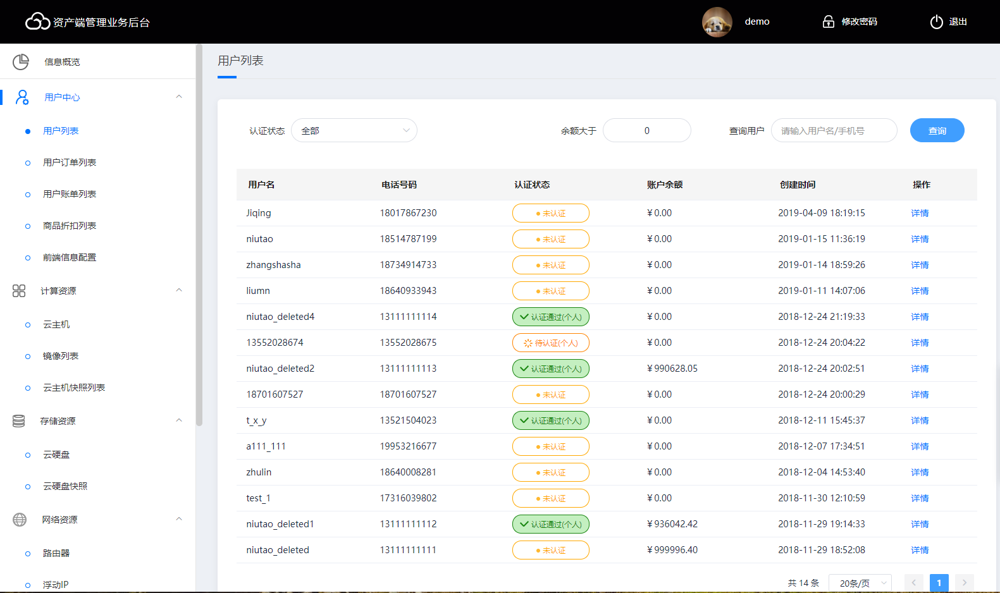 资产端管理业务后台
demo
修改密码
退出
信息概览
用户中心
用户列表
用户订单列表
用户账单列表
商品折扣列表
前端信息配置
计算资源
云主机
镜像列表
云主机快照列表
存储资源
云硬盘
云硬盘快照
网络资源
路由器
浮动IP
用户列表
认证状态 全部 余额大于 0 查询用户 请输入用户名/手机号 查询
用户名 电话号码 认证状态 账户余额 创建时间 操作
Jiqing 18017867230 未认证 ¥0.00 2019-04-09 18:19:15 详情
niutao 18514787199 未认证 ¥0.00 2019-01-15 11:36:19 详情
zhangshasha 18734914733 未认证 ¥0.00 2019-01-14 18:59:26 详情
liumn 18640933943 未认证 ¥0.00 2019-01-11 14:07:06 详情
niutao_deleted4 13111111114 认证通过(个人) ¥0.00 2018-12-24 21:19:33 详情
13552028674 13552028675 待认证(个人) ¥0.00 2018-12-24 20:04:22 详情
niutao_deleted2 13111111113 认证通过(个人) ¥990628.05 2018-12-24 20:02:51 详情
18701607527 18701607527 未认证 ¥0.00 2018-12-24 20:00:29 详情
t_x_y 13521504023 认证通过(个人) ¥0.00 2018-12-11 15:45:37 详情
a111_111 19953216677 未认证 ¥0.00 2018-12-07 17:34:51 详情
zhulin 18640008281 未认证 ¥0.00 2018-12-04 14:53:40 详情
test_1 17316039802 未认证 ¥0.00 2018-11-30 12:10:59 详情
niutao_deleted1 13111111112 认证通过(个人) ¥936042.42 2018-11-29 19:14:33 详情
niutao_deleted 13111111111 未认证 ¥999996.40 2018-11-29 18:52:08 详情
共 14 条 20条/页 1